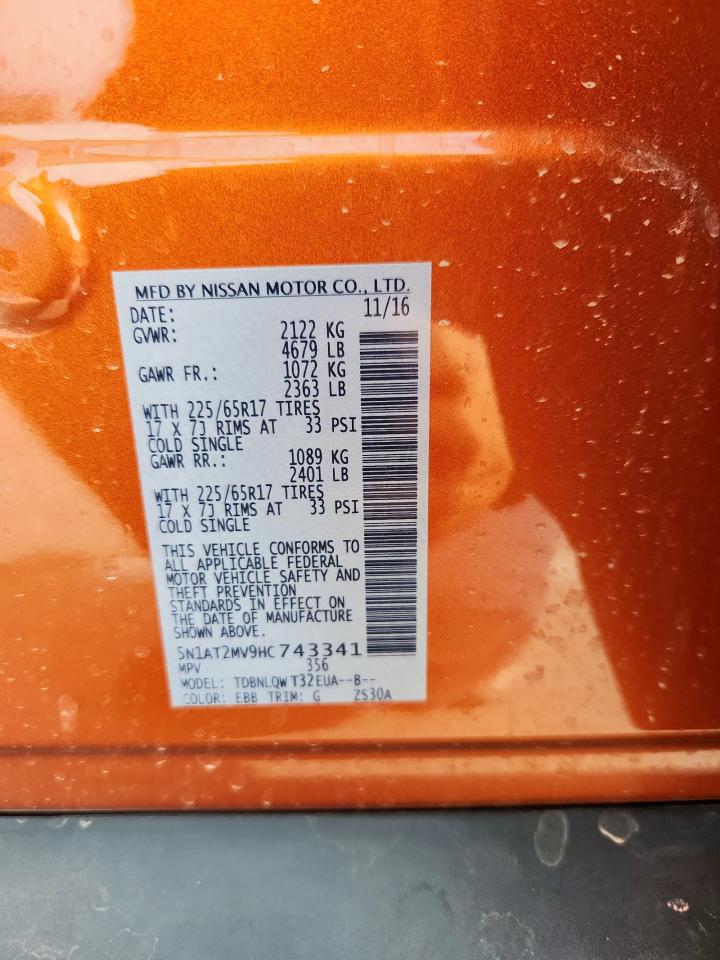 MFD BY NISSAN MOTOR CO., LTD.
DATE: 11/16
GVWR: 2122 KG
4679 LB
GAWR FR.: 1072 KG
2363 LB
WITH 225/65R17 TIRES
17 X 7J RIMS AT 33 PSI
COLD SINGLE
GAWR RR.: 1089 KG
2401 LB
WITH 225/65R17 TIRES
17 X 7J RIMS AT 33 PSI
COLD SINGLE
THIS VEHICLE CONFORMS TO
ALL APPLICABLE FEDERAL
MOTOR VEHICLE SAFETY AND
THEFT PREVENTION
STANDARDS IN EFFECT ON
THE DATE OF MANUFACTURE
SHOWN ABOVE.
5N1AT2MV9HC743341
MPV 356
MODEL: TDBNLQW T32EUA--B--
COLOR: EBB TRIM: G ZS30A